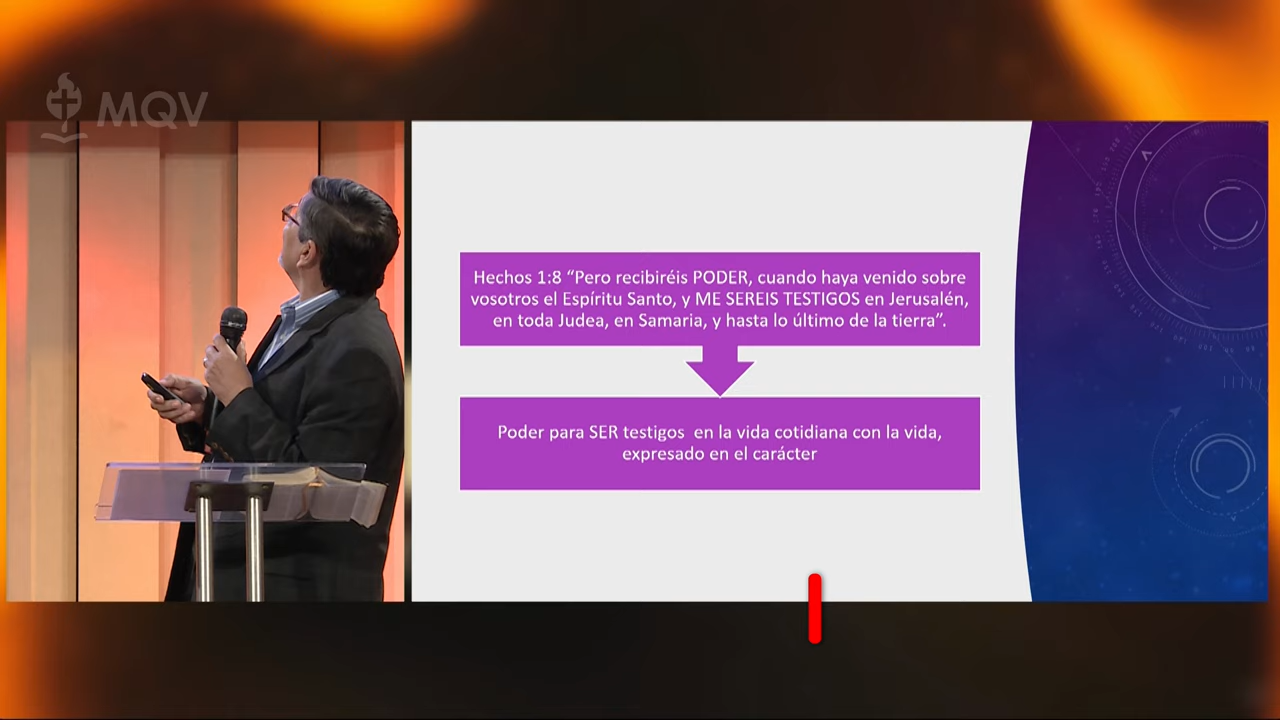 MQV
Hechos 1:8 “Pero recibiréis PODER, cuando haya venido sobre
vosotros el Espíritu Santo, y ME SEREIS TESTIGOS en Jerusalén,
en toda Judea, en Samaria, y hasta lo último de la tierra”.
Poder para SER testigos  en la vida cotidiana con la vida,
expresado en el carácter